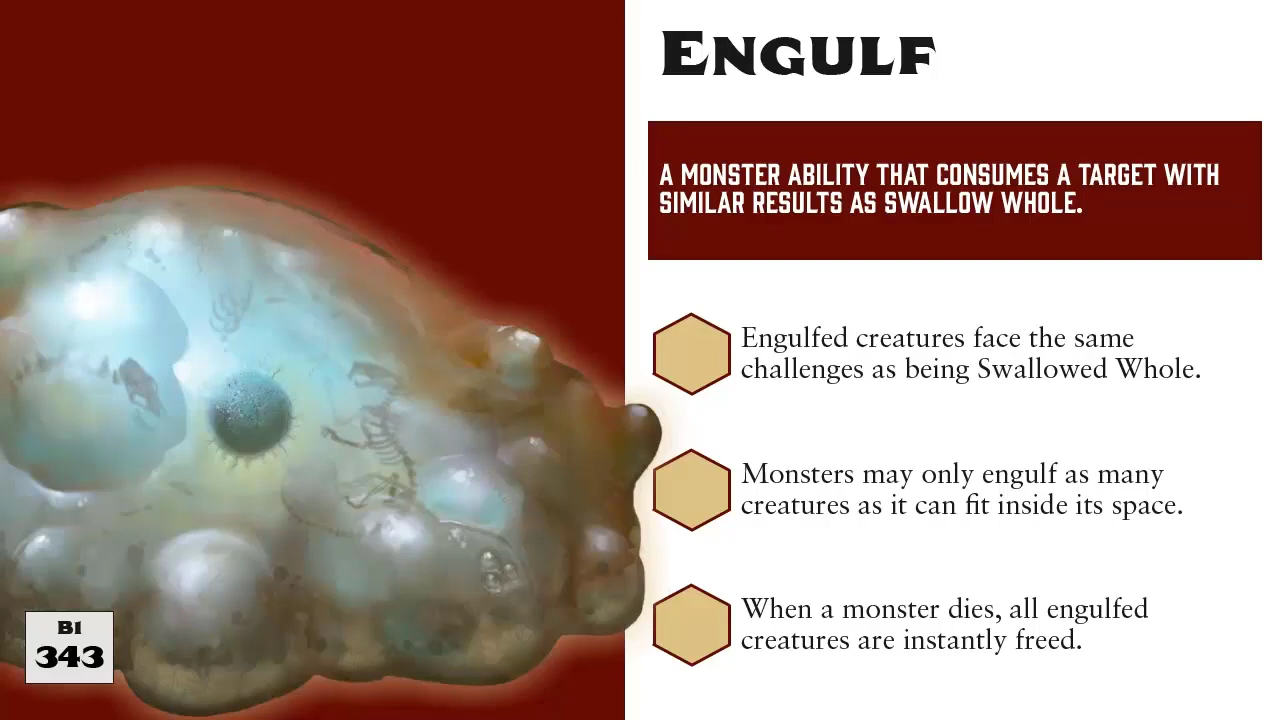 ENGULF
A MONSTER ABILITY THAT CONSUMES A TARGET WITH
SIMILAR RESULTS AS SWALLOW WHOLE.
Engulfed creatures face the same
challenges as being Swallowed Whole.
Monsters may only engulf as many
creatures as it can fit inside its space.
When a monster dies, all engulfed
creatures are instantly freed.
B1
343